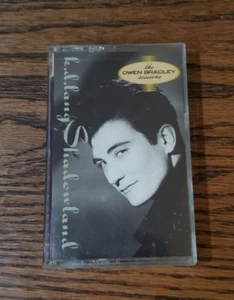 k.d. lang
Shadowland
the
OWEN BRADLEY
sessions